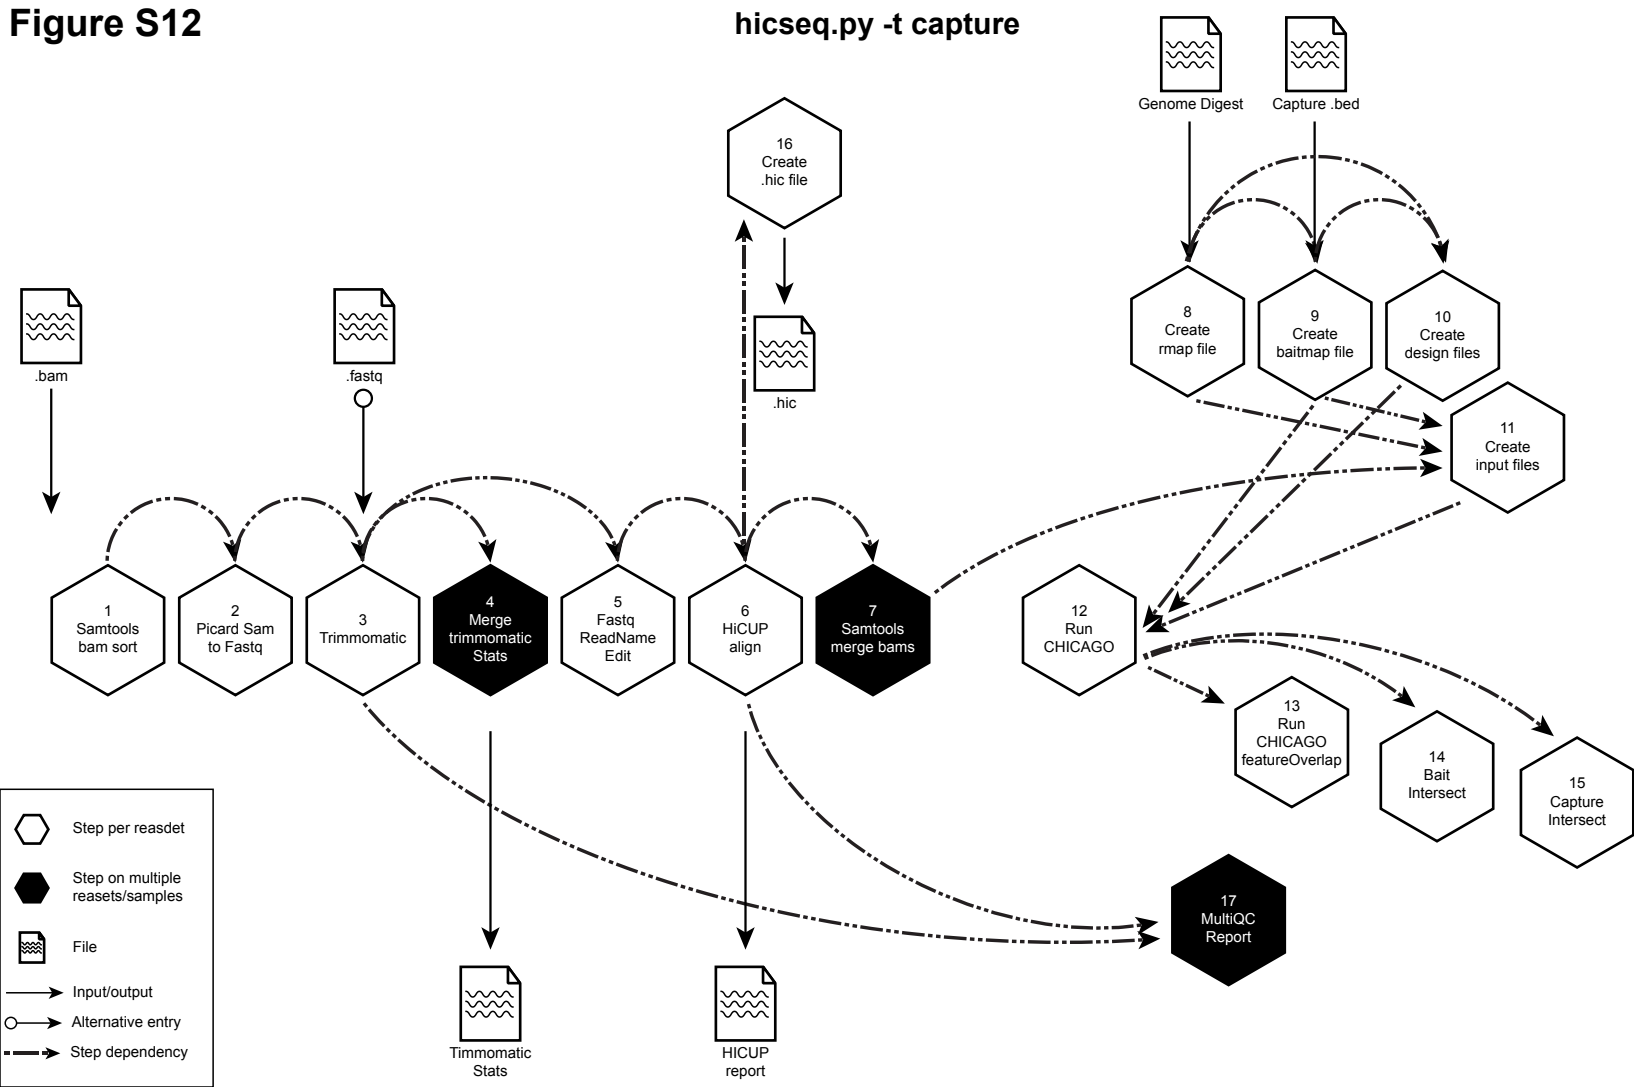 Figure S12
hicseq.py -t capture
Genome Digest
Capture .bed
16
Create
.hic file
.hic
.bam
.fastq
8
Create
rmap file
9
Create
baitmap file
10
Create
design files
11
Create
input files
1
Samtools
bam sort
2
Picard Sam
to Fastq
3
Trimmomatic
4
Merge
trimmomatic
Stats
5
Fastq
ReadName
Edit
6
HiCUP
align
7
Samtools
merge bams
12
Run
CHICAGO
13
Run
CHICAGO
featureOverlap
14
Bait
Intersect
15
Capture
Intersect
17
MultiQC
Report
Timmomatic
Stats
HICUP
report
Step per reasdet
Step on multiple
reasets/samples
File
Input/output
Alternative entry
Step dependency